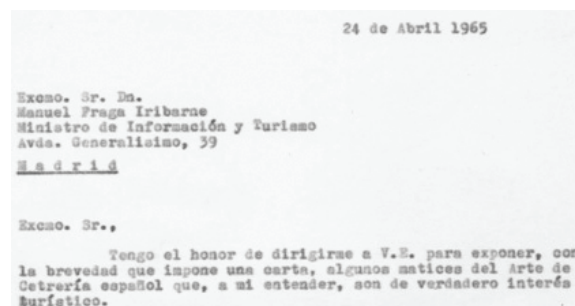 24 de Abril 1965
Excmo. Sr. Dn.
Manuel Fraga Iribarne
Ministro de Información y Turismo
Avda. Generalisimo, 39
M a d r i d
Excmo. Sr.,
Tengo el honor de dirigirme a V.E. para exponer, con
la brevedad que impone una carta, algunos matices del Arte de
Cetrería español que, a mi entender, son de verdadero interés
turístico.